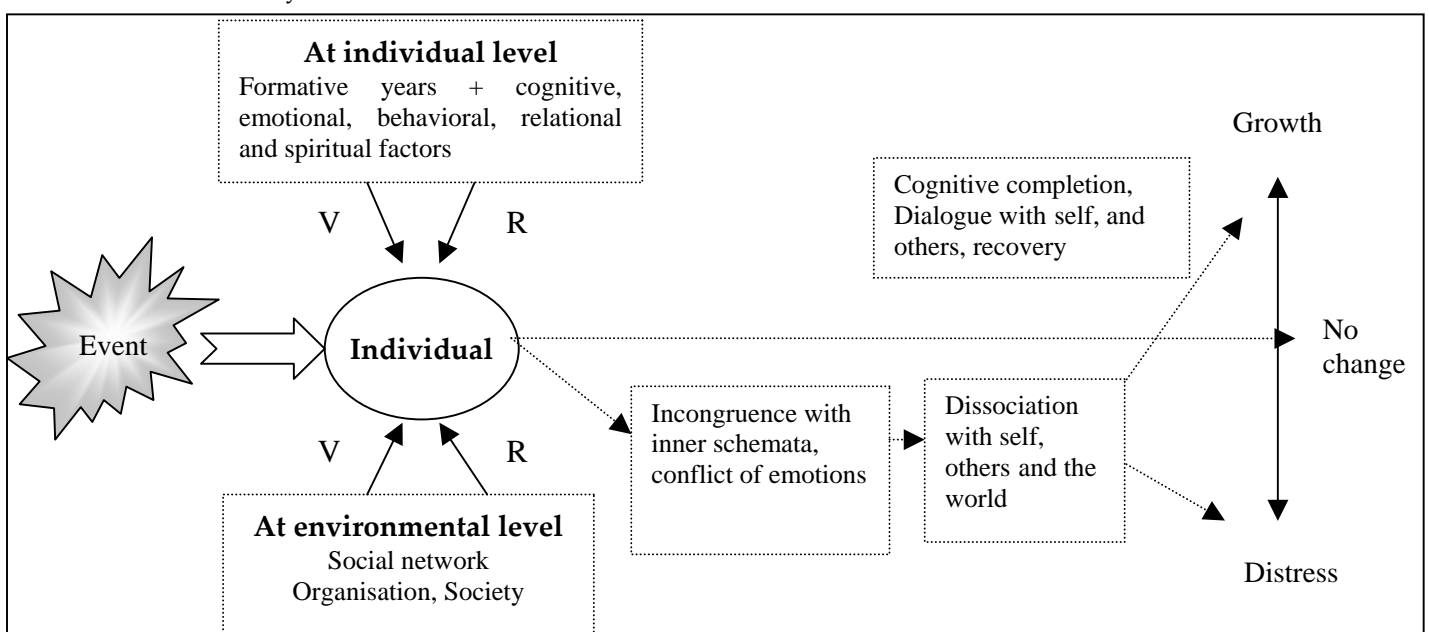 At individual level
Formative years + cognitive,
emotional, behavioral, relational
and spiritual factors
V R
Event
Individual
V R
At environmental level
Social network
Organisation, Society
Incongruence with
inner schemata,
conflict of emotions
Dissociation
with self,
others and the
world
Cognitive completion,
Dialogue with self, and
others, recovery
Growth
No
change
Distress